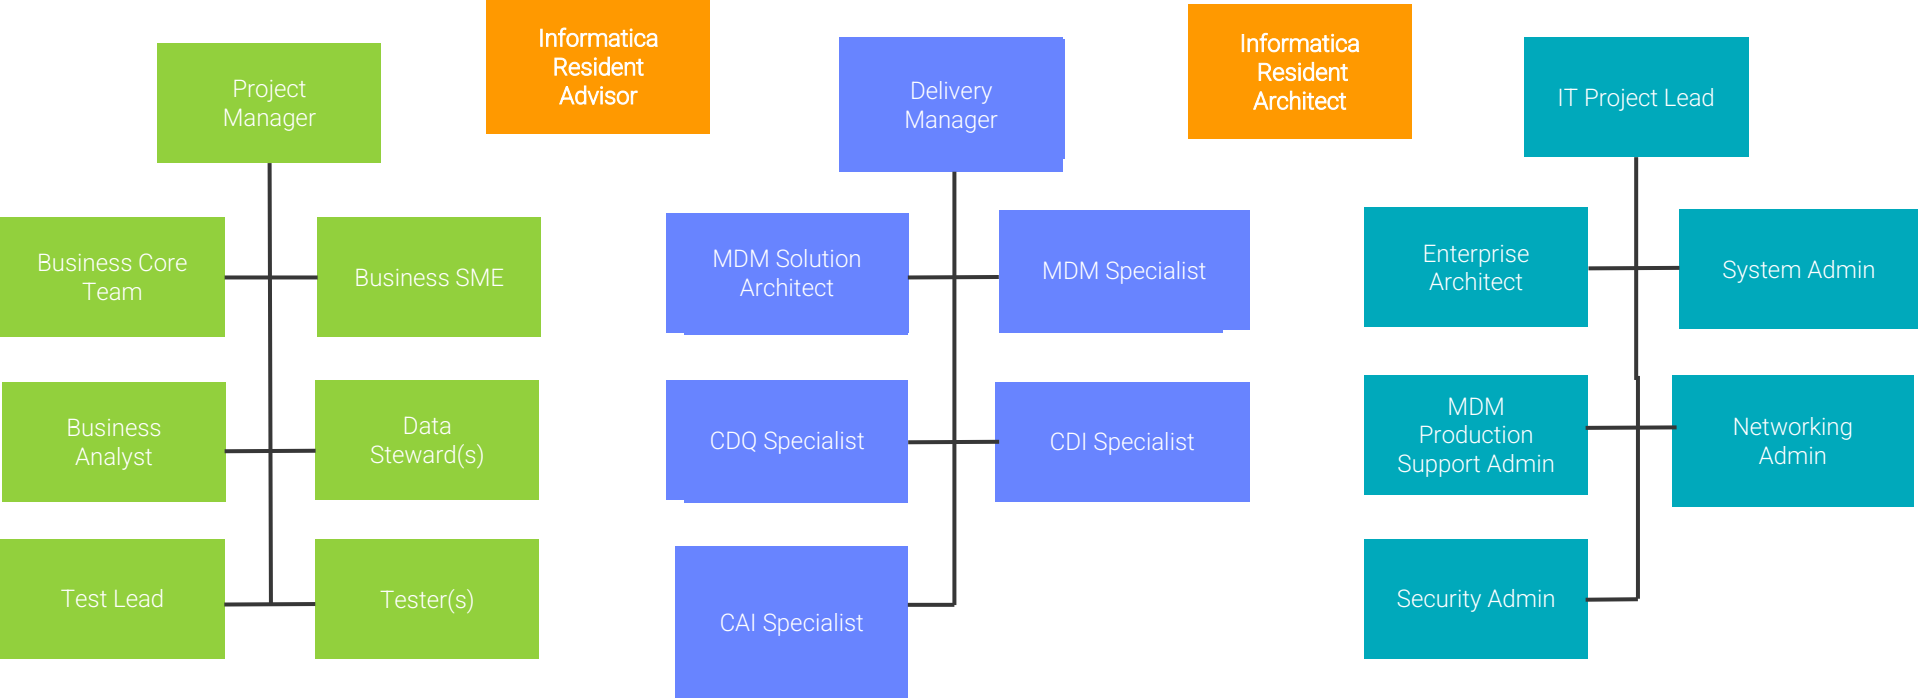 Project
Manager
Informatica
Resident
Advisor
Delivery
Manager
Informatica
Resident
Architect
IT Project Lead
Business Core
Team
Business SME
MDM Solution
Architect
MDM Specialist
Enterprise
Architect
System Admin
Business
Analyst
Data
Steward(s)
CDQ Specialist
CDI Specialist
MDM
Production
Support Admin
Networking
Admin
Test Lead
Tester(s)
CAI Specialist
Security Admin